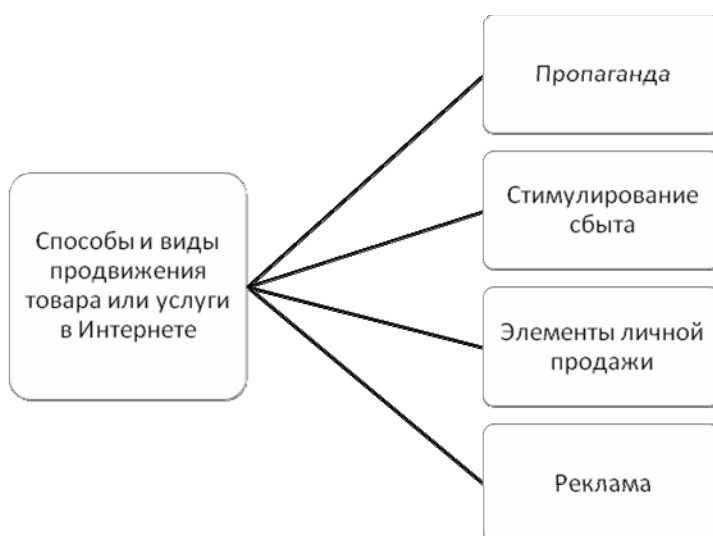 Способы и виды
продвижения
товара или услуги
в Интернете
Пропаганда
Стимулирование
сбыта
Элементы личной
продажи
Реклама